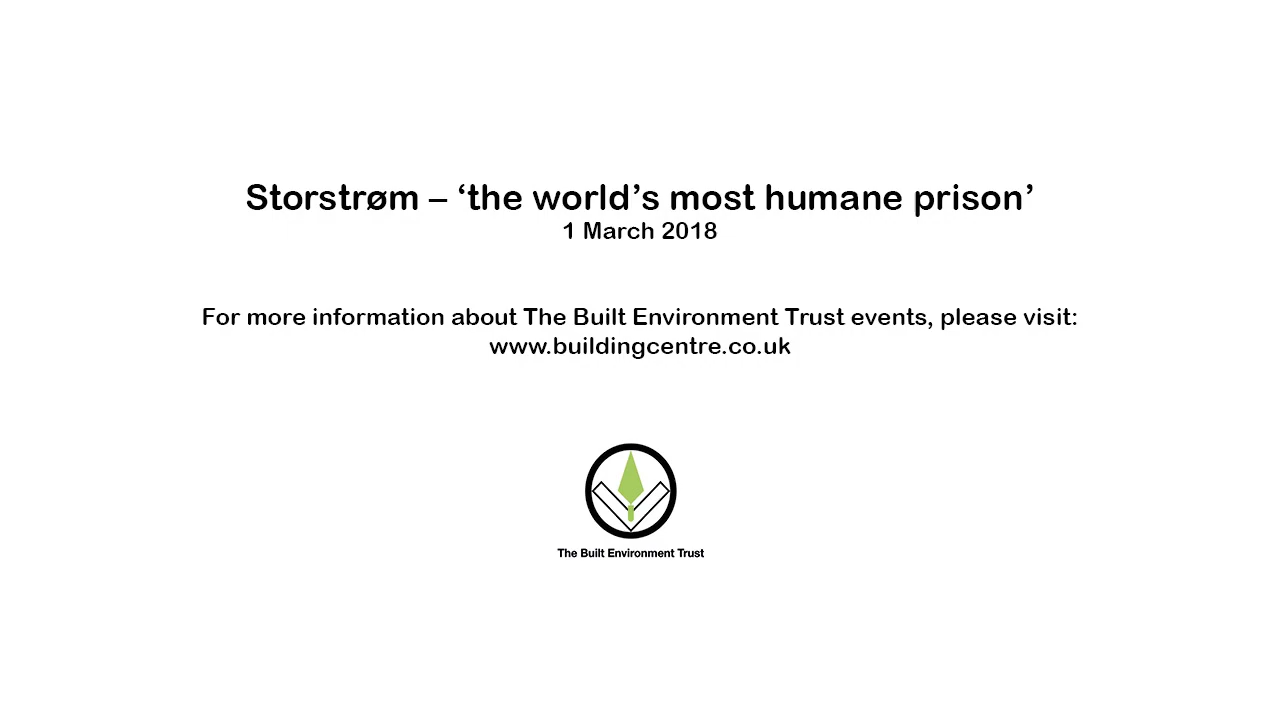 Storstrøm – ‘the world’s most humane prison’
1 March 2018
For more information about The Built Environment Trust events, please visit:
www.buildingcentre.co.uk
The Built Environment Trust